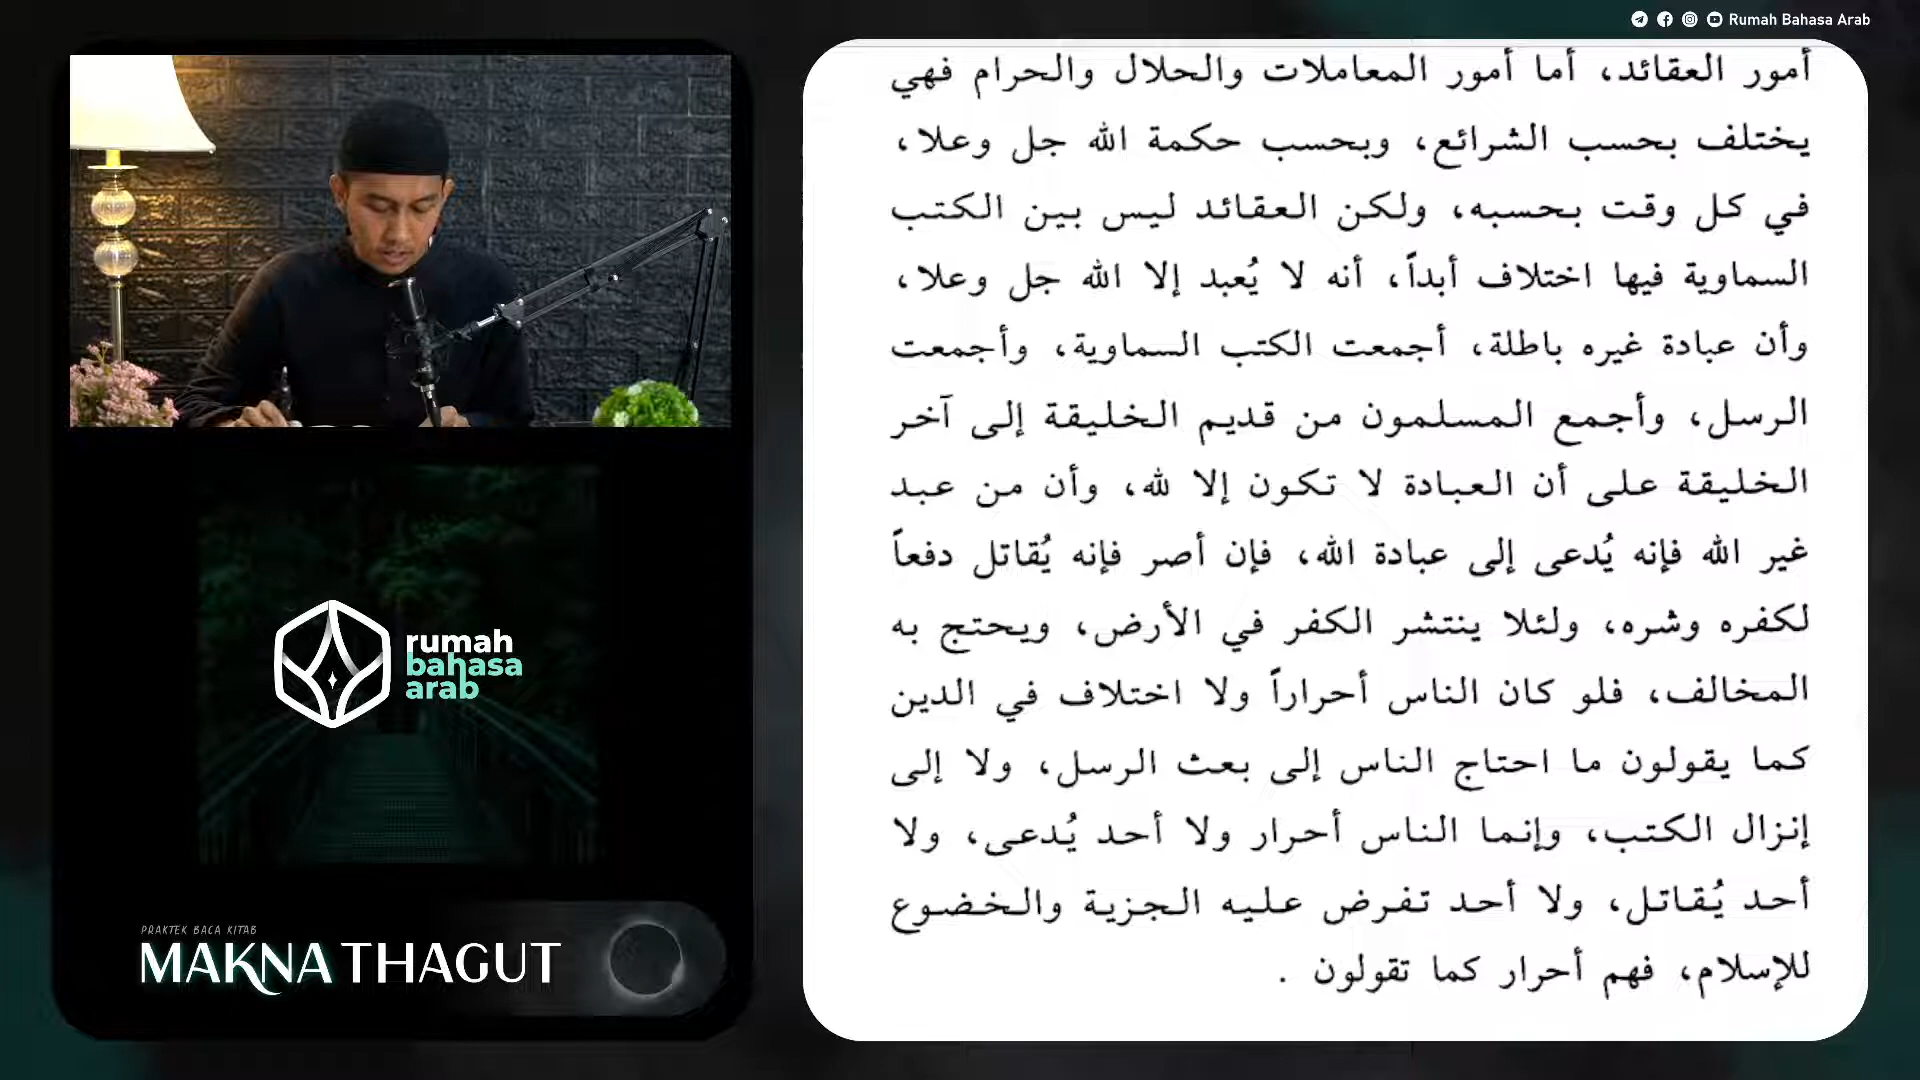 Rumah Bahasa Arab
أمور العقائد، أما أمور المعاملات والحلال والحرام فهي
يختلف بحسب الشرائع، وبحسب حكمة الله جل وعلا،
في كل وقت بحسبه، ولكن العقائد ليس بين الكتب
السماوية فيها اختلاف أبداً، أنه لا يُعبد إلا الله جل وعلا،
وأن عبادة غيره باطلة، أجمعت الكتب السماوية، وأجمعت
الرسل، وأجمع المسلمون من قديم الخليقة إلى آخر
الخليقة على أن العبادة لا تكون إلا لله، وأن من عبد
غير الله فإنه يُدعى إلى عبادة الله، فإن أصر فإنه يُقاتل دفعاً
لكفره وشره، ولئلا ينتشر الكفر في الأرض، ويحتج به
المخالف، فلو كان الناس أحراراً ولا اختلاف في الدين
كما يقولون ما احتاج الناس إلى بعث الرسل، ولا إلى
إنزال الكتب، وإنما الناس أحرار ولا أحد يُدعى، ولا
أحد يُقاتل، ولا أحد تفرض عليه الجزية والخضوع
للإسلام، فهم أحرار كما تقولون .
rumah
bahasa
arab
PRAKTEK BACA KITAB
MAKNA THAGUT